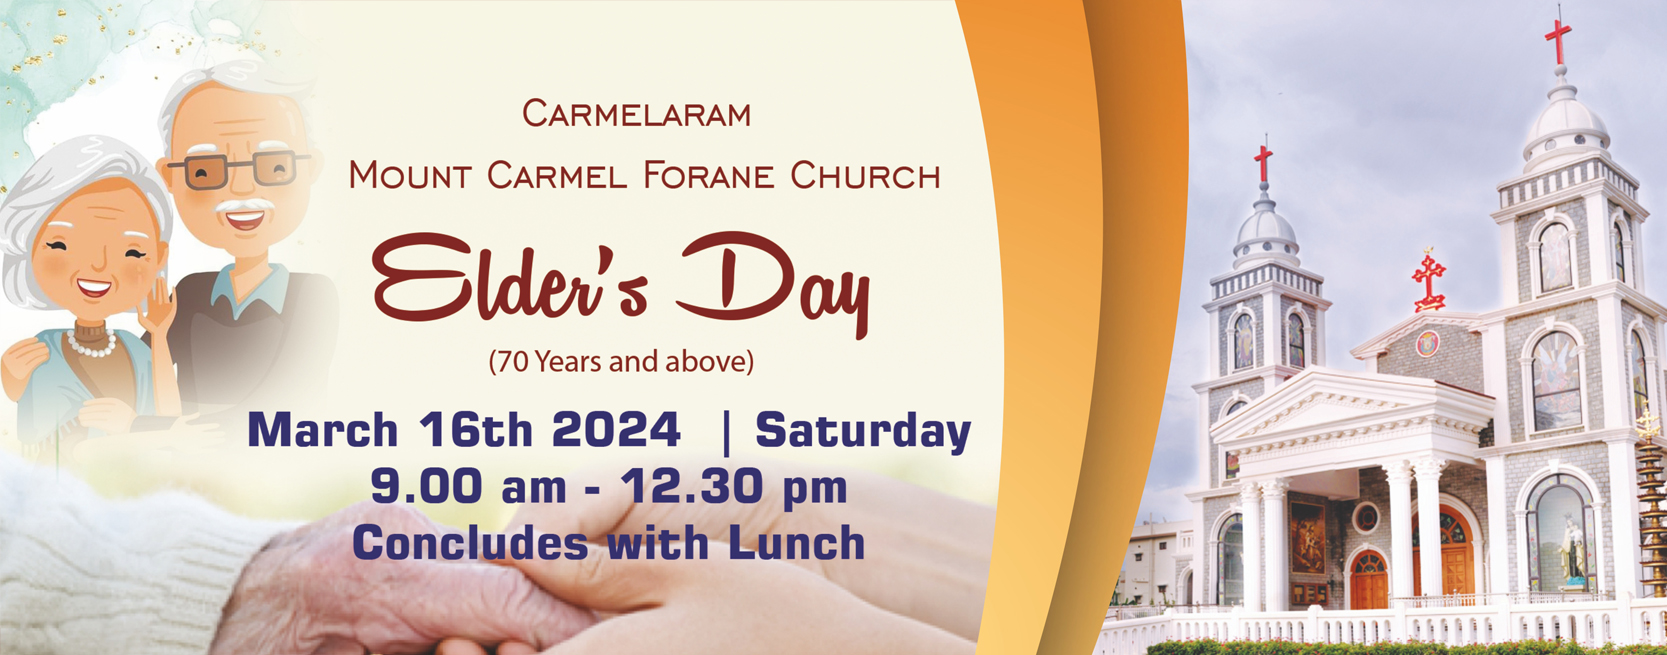 Carmelaram
Mount Carmel Forane Church
Elder's Day
(70 Years and above)
March 16th 2024 | Saturday
9.00 am - 12.30 pm
Concludes with Lunch